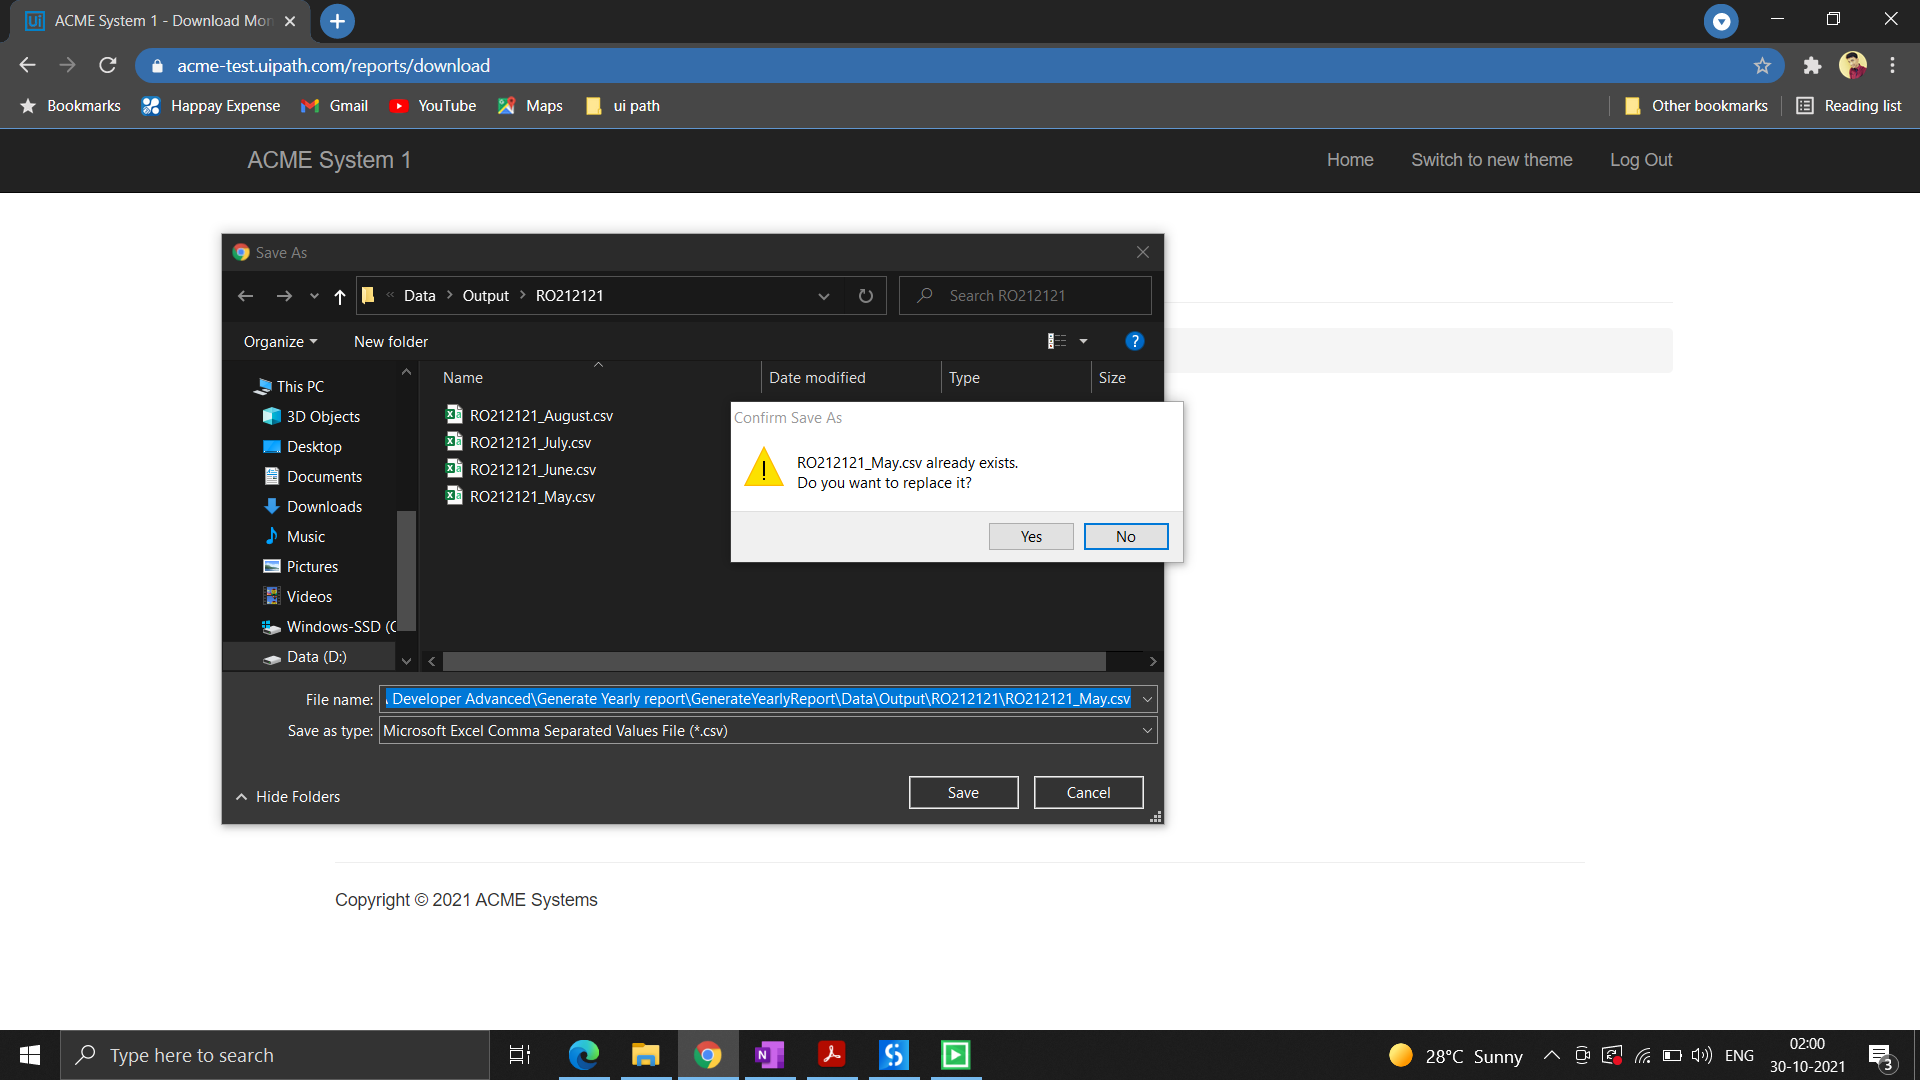 ACME System 1 - Download Mon
acme-test.uipath.com/reports/download
Bookmarks Happay Expense Gmail YouTube Maps ui path Other bookmarks Reading list
ACME System 1 Home Switch to new theme Log Out
Save As
« Data > Output > RO212121 Search RO212121
Organize New folder ?
This PC
3D Objects
Desktop
Documents
Downloads
Music
Pictures
Videos
Windows-SSD (C
Data (D:)
Name Date modified Type Size
RO212121_August.csv
RO212121_July.csv
RO212121_June.csv
RO212121_May.csv
Confirm Save As
RO212121_May.csv already exists.
Do you want to replace it?
Yes No
File name: \ Developer Advanced\Generate Yearly report\GenerateYearlyReport\Data\Output\RO212121\RO212121_May.csv
Save as type: Microsoft Excel Comma Separated Values File (*.csv)
Hide Folders Save Cancel
Copyright © 2021 ACME Systems
Type here to search 28°C Sunny ENG 02:00
30-10-2021 3